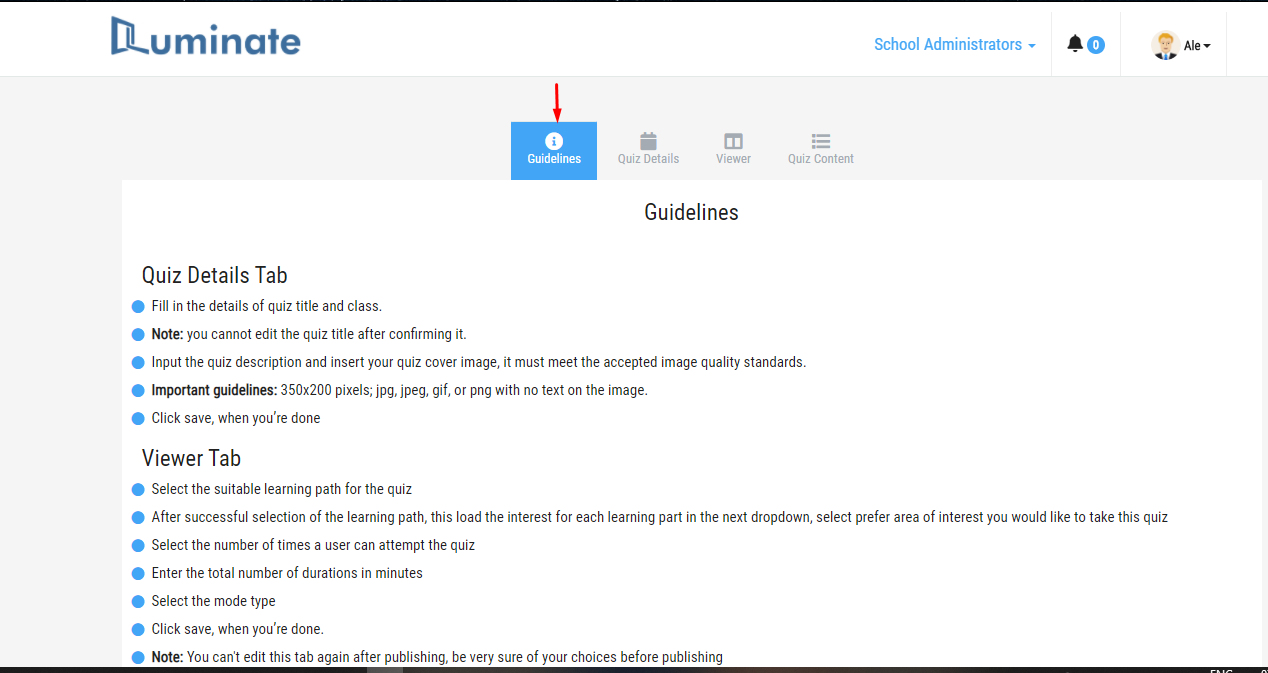 Luminate
School Administrators
0
Ale
Guidelines
Quiz Details
Viewer
Quiz Content
Guidelines
Quiz Details Tab
Fill in the details of quiz title and class.
Note: you cannot edit the quiz title after confirming it.
Input the quiz description and insert your quiz cover image, it must meet the accepted image quality standards.
Important guidelines: 350x200 pixels; jpg, jpeg, gif, or png with no text on the image.
Click save, when you’re done
Viewer Tab
Select the suitable learning path for the quiz
After successful selection of the learning path, this load the interest for each learning part in the next dropdown, select prefer area of interest you would like to take this quiz
Select the number of times a user can attempt the quiz
Enter the total number of durations in minutes
Select the mode type
Click save, when you’re done.
Note: You can't edit this tab again after publishing, be very sure of your choices before publishing